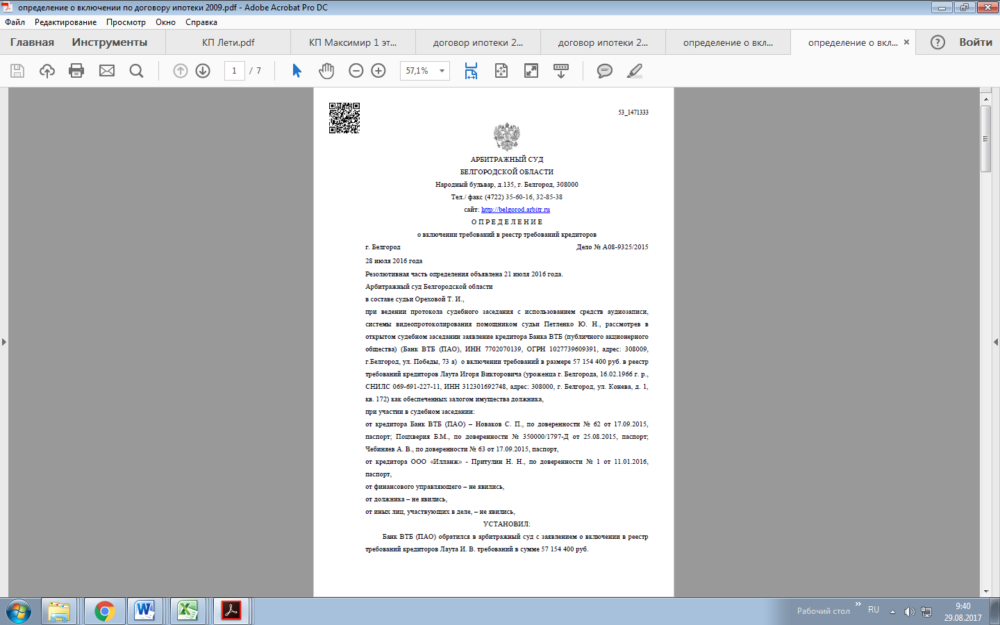 определение о включении по договору ипотеки 2009.pdf - Adobe Acrobat Pro DC
Файл Редактирование Просмотр Окно Справка
Главная Инструменты КП Лети.pdf КП Максимир 1 эт... договор ипотеки 2... договор ипотеки 2... определение о вкл... определение о вкл... × Войти
1 / 7 57,1%
53_1471333
АРБИТРАЖНЫЙ СУД
БЕЛГОРОДСКОЙ ОБЛАСТИ
Народный бульвар, д.135, г. Белгород, 308000
Тел./ факс (4722) 35-60-16, 32-85-38
сайт: http://belgorod.arbitr.ru
О П Р Е Д Е Л Е Н И Е
о включении требований в реестр требований кредиторов
г. Белгород Дело № А08-9325/2015
28 июля 2016 года
Резолютивная часть определения объявлена 21 июля 2016 года.
Арбитражный суд Белгородской области
в составе судьи Ореховой Т. И.,
при ведении протокола судебного заседания с использованием средств аудиозаписи,
системы видеопротоколирования помощником судьи Петленко Ю. Н., рассмотрев в
открытом судебном заседании заявление кредитора Банка ВТБ (публичного акционерного
общества) (Банк ВТБ (ПАО), ИНН 7702070139, ОГРН 1027739609391, адрес: 308009,
г.Белгород, ул. Победы, 73 а) о включении требований в размере 57 154 400 руб. в реестр
требований кредиторов Лаута Игоря Викторовича (уроженца г. Белгорода, 16.02.1966 г. р.,
СНИЛС 069-691-227-11, ИНН 312301692748, адрес: 308000, г. Белгород, ул. Конева, д. 1,
кв. 172) как обеспеченных залогом имущества должника,
при участии в судебном заседании:
от кредитора Банк ВТБ (ПАО) – Новаков С. П., по доверенности № 62 от 17.09.2015,
паспорт; Поцхверия Б.М., по доверенности № 350000/1797-Д от 25.08.2015, паспорт;
Чебиняев А. В., по доверенности № 63 от 17.09.2015, паспорт,
от кредитора ООО «Илланж» - Притулин Н. Н., по доверенности № 1 от 11.01.2016,
паспорт,
от финансового управляющего – не явились,
от должника – не явились,
от иных лиц, участвующих в деле, – не явились,
УСТАНОВИЛ:
Банк ВТБ (ПАО) обратился в арбитражный суд с заявлением о включении в реестр
требований кредиторов Лаута И. В. требований в сумме 57 154 400 руб.
Рабочий стол » RU 9:40
29.08.2017